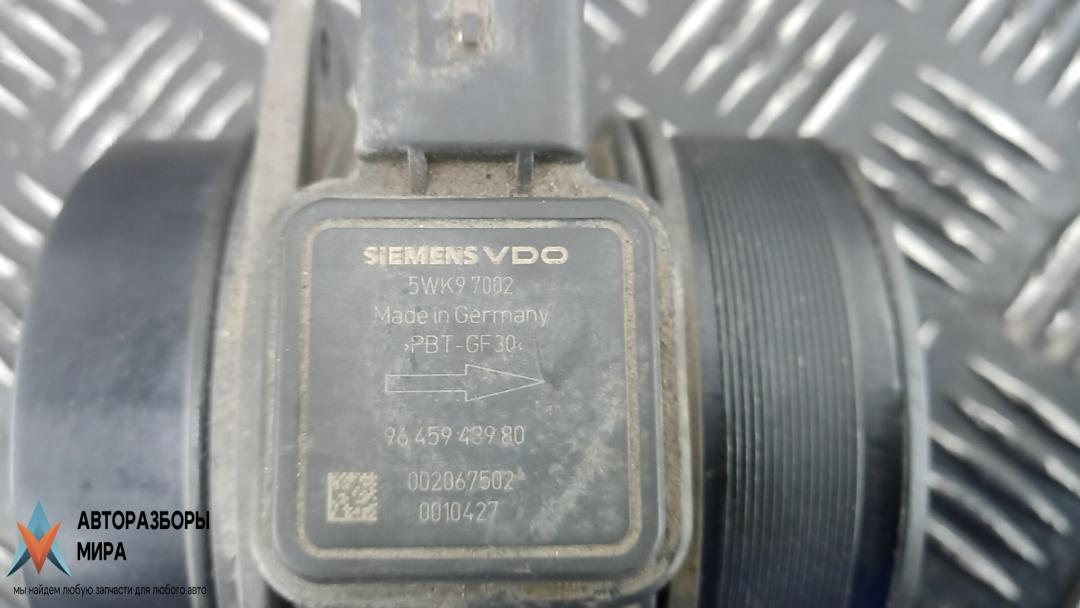 SIEMENS VDO
5WK9 7002
Made in Germany
›PBT-GF30‹
96 459 439 80
002067502
0010427
АВТОРАЗБОРЫ
МИРА
мы найдем любую запчасти для любого авто